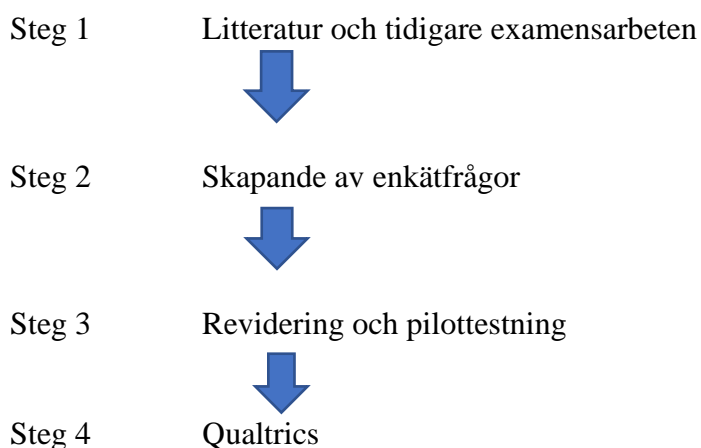 Steg 1 Litteratur och tidigare examensarbeten
Steg 2 Skapande av enkätfrågor
Steg 3 Revidering och pilottestning
Steg 4 Qualtrics